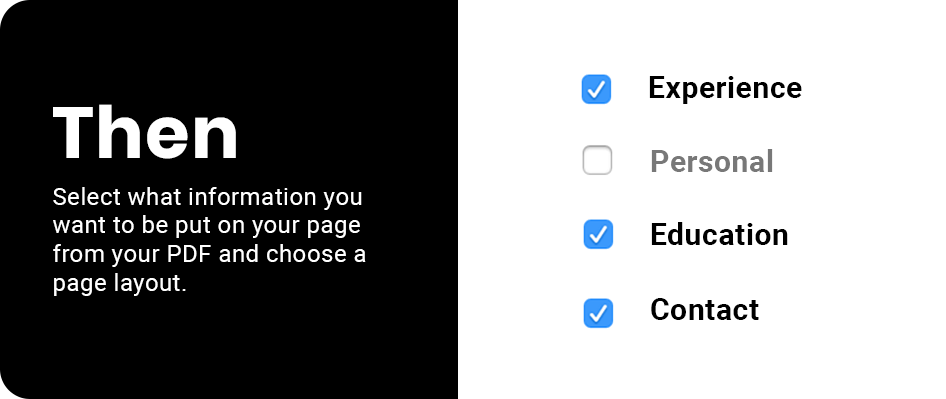 Then
Select what information you
want to be put on your page
from your PDF and choose a
page layout.
Experience
Personal
Education
Contact